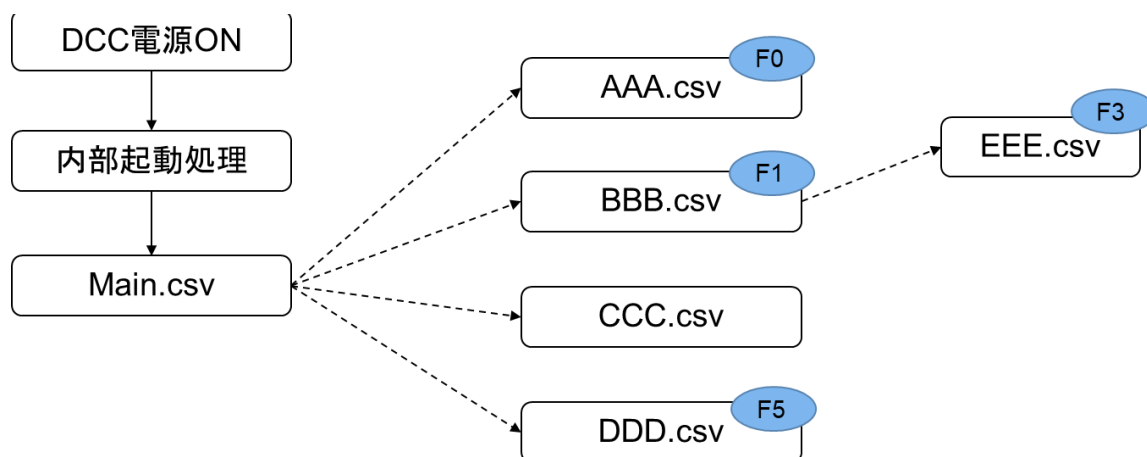 DCC電源ON
内部起動処理
Main.csv
F0
AAA.csv
F1
BBB.csv
F3
EEE.csv
CCC.csv
F5
DDD.csv